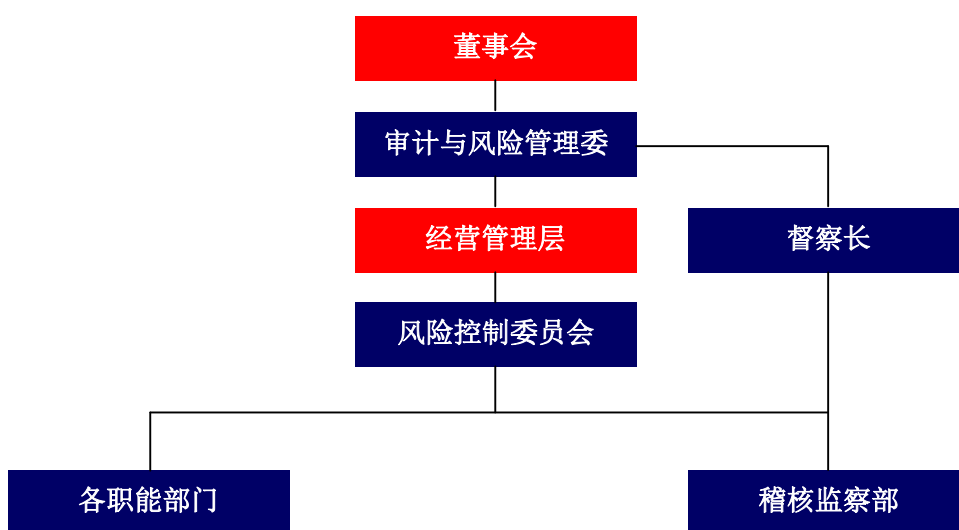 董事会
审计与风险管理委
经营管理层
督察长
风险控制委员会
各职能部门
稽核监察部